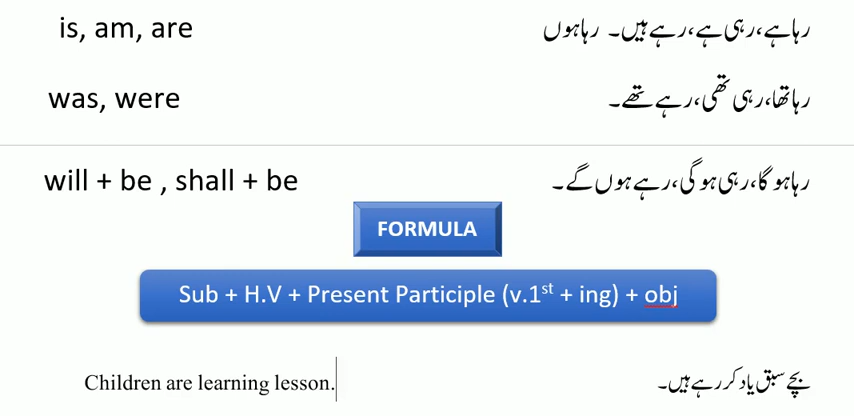 is, am, are رہا ہے،رہی ہے،رہے ہیں۔ رہا ہوں
was, were رہا تھا،رہی تھی،رہے تھے۔
will + be , shall + be رہا ہو گا،رہی ہو گی،رہے ہوں گے۔
FORMULA
Sub + H.V + Present Participle (v.1st + ing) + obj
Children are learning lesson. بچے سبق یاد کر رہے ہیں۔